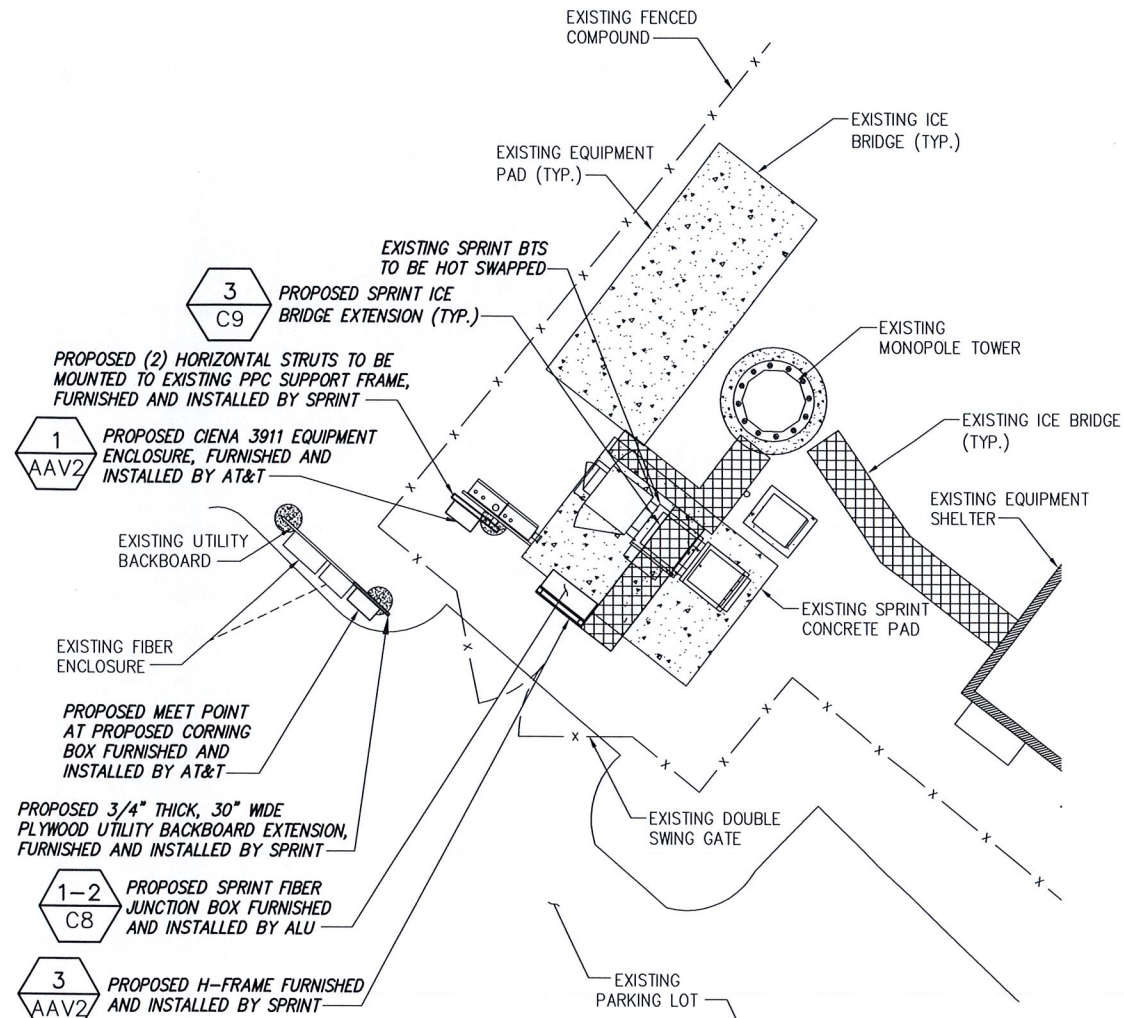 EXISTING FENCED
COMPOUND
EXISTING ICE
BRIDGE (TYP.)
EXISTING EQUIPMENT
PAD (TYP.)
EXISTING SPRINT BTS
TO BE HOT SWAPPED
3
C9
PROPOSED SPRINT ICE
BRIDGE EXTENSION (TYP.)
EXISTING
MONOPOLE TOWER
PROPOSED (2) HORIZONTAL STRUTS TO BE
MOUNTED TO EXISTING PPC SUPPORT FRAME,
FURNISHED AND INSTALLED BY SPRINT
1
AAV2
PROPOSED CIENA 3911 EQUIPMENT
ENCLOSURE, FURNISHED AND
INSTALLED BY AT&T
EXISTING ICE BRIDGE
(TYP.)
EXISTING EQUIPMENT
SHELTER
EXISTING UTILITY
BACKBOARD
EXISTING SPRINT
CONCRETE PAD
EXISTING FIBER
ENCLOSURE
PROPOSED MEET POINT
AT PROPOSED CORNING
BOX FURNISHED AND
INSTALLED BY AT&T
PROPOSED 3/4" THICK, 30" WIDE
PLYWOOD UTILITY BACKBOARD EXTENSION,
FURNISHED AND INSTALLED BY SPRINT
EXISTING DOUBLE
SWING GATE
1-2
C8
PROPOSED SPRINT FIBER
JUNCTION BOX FURNISHED
AND INSTALLED BY ALU
3
AAV2
PROPOSED H-FRAME FURNISHED
AND INSTALLED BY SPRINT
EXISTING
PARKING LOT